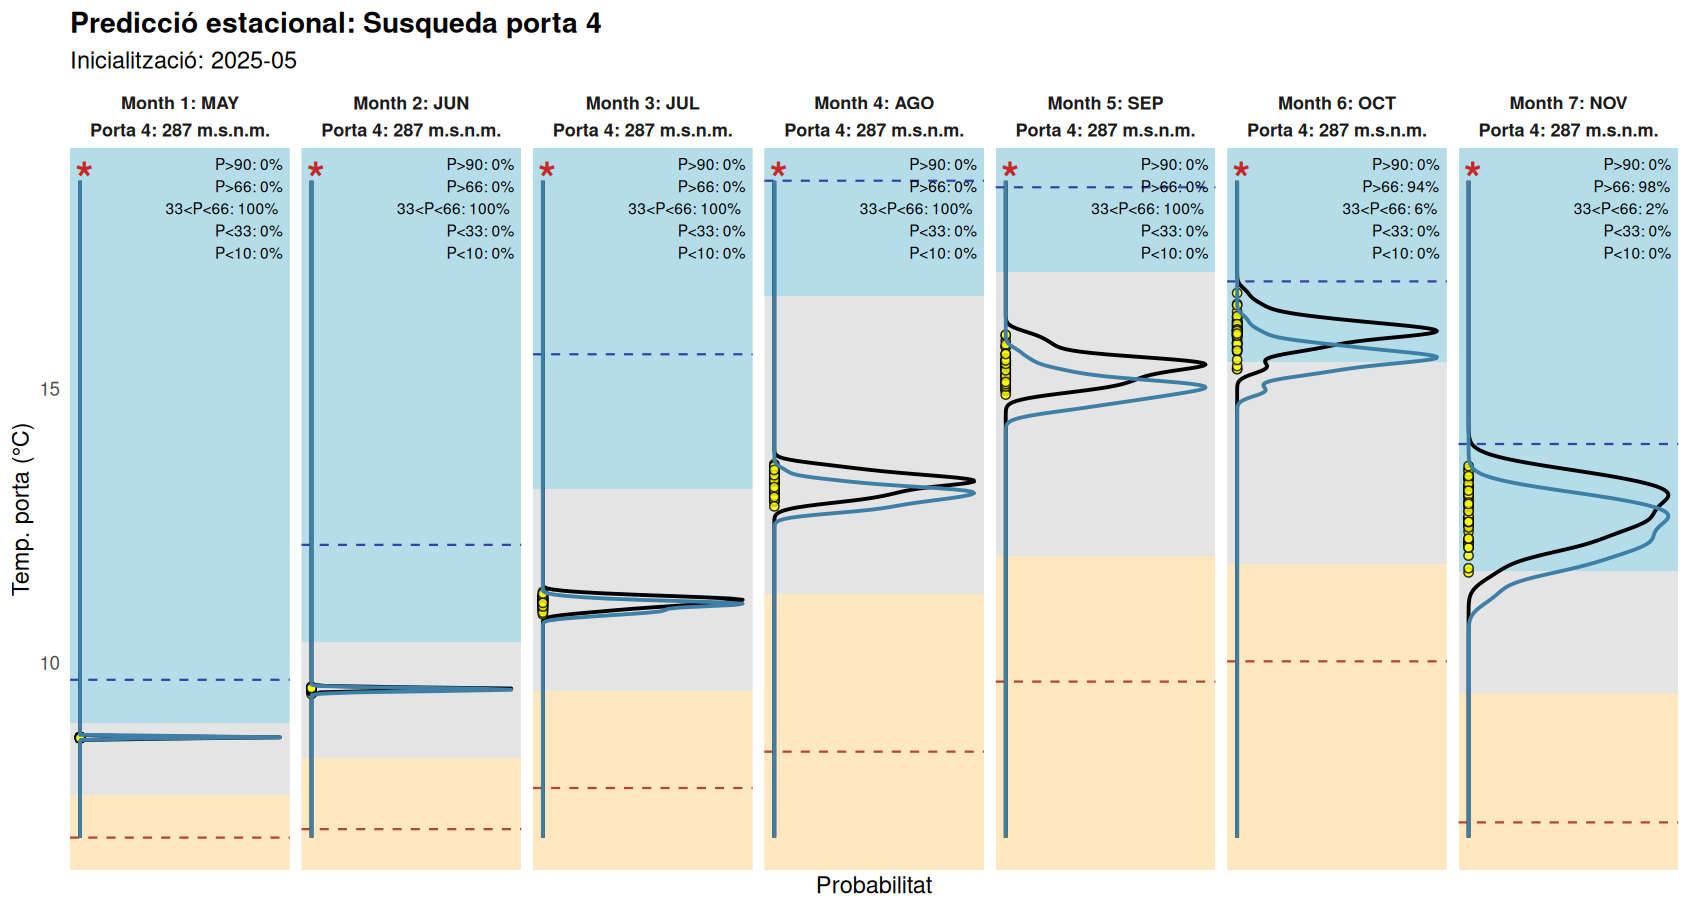 Predicció estacional: Susqueda porta 4
Inicialització: 2025-05
Month 1: MAY
Porta 4: 287 m.s.n.m.
Month 2: JUN
Porta 4: 287 m.s.n.m.
Month 3: JUL
Porta 4: 287 m.s.n.m.
Month 4: AGO
Porta 4: 287 m.s.n.m.
Month 5: SEP
Porta 4: 287 m.s.n.m.
Month 6: OCT
Porta 4: 287 m.s.n.m.
Month 7: NOV
Porta 4: 287 m.s.n.m.
*
P>90: 0%
P>66: 0%
33<P<66: 100%
P<33: 0%
P<10: 0%
*
P>90: 0%
P>66: 0%
33<P<66: 100%
P<33: 0%
P<10: 0%
*
P>90: 0%
P>66: 0%
33<P<66: 100%
P<33: 0%
P<10: 0%
*
P>90: 0%
P>66: 0%
33<P<66: 100%
P<33: 0%
P<10: 0%
*
P>90: 0%
P>66: 0%
33<P<66: 100%
P<33: 0%
P<10: 0%
*
P>90: 0%
P>66: 94%
33<P<66: 6%
P<33: 0%
P<10: 0%
*
P>90: 0%
P>66: 98%
33<P<66: 2%
P<33: 0%
P<10: 0%
15
10
Temp. porta (°C)
Probabilitat